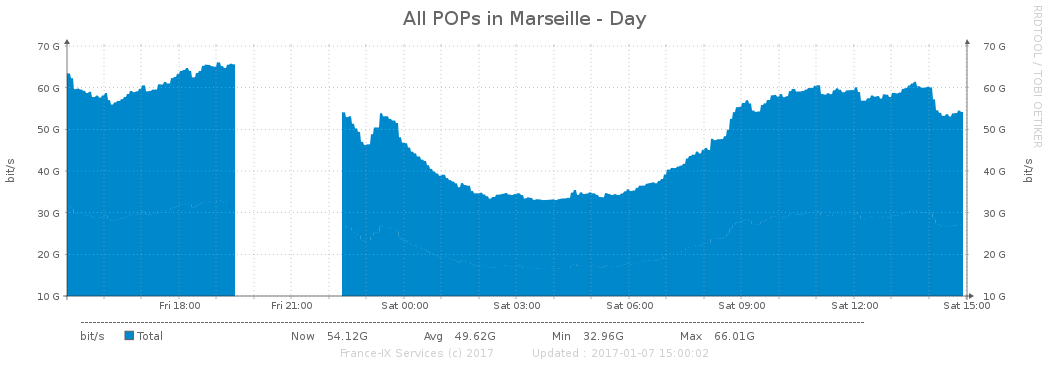 All POPs in Marseille - Day
RRDTOOL / TOBI OETIKER
70 G 70 G
60 G 60 G
50 G 50 G
40 G 40 G
30 G 30 G
20 G 20 G
10 G 10 G
bit/s
bit/s
Fri 18:00 Fri 21:00 Sat 00:00 Sat 03:00 Sat 06:00 Sat 09:00 Sat 12:00 Sat 15:00
bit/s Total Now 54.12G Avg 49.62G Min 32.96G Max 66.01G
France-IX Services (c) 2017 Updated : 2017-01-07 15:00:02